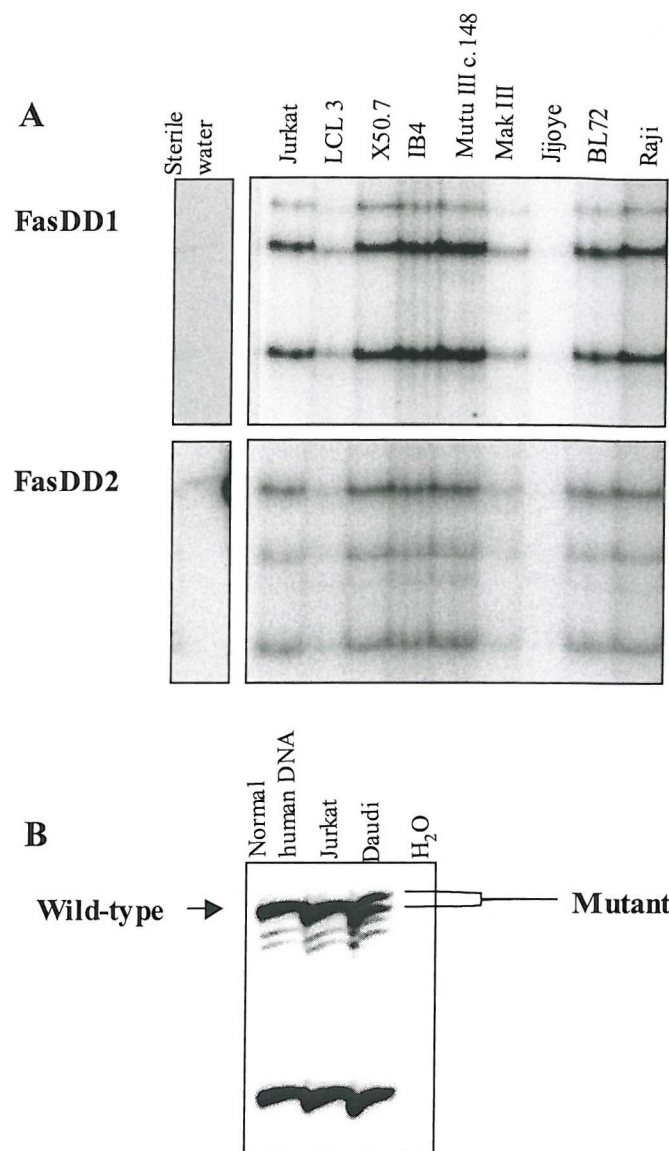 A
Sterile
water
Jurkat
LCL 3
X50.7
IB4
Mutu III c.148
Mak III
Jijoye
BL72
Raji
FasDD1
FasDD2
B
Normal
human DNA
Jurkat
Daudi
H₂O
Wild-type
Mutant